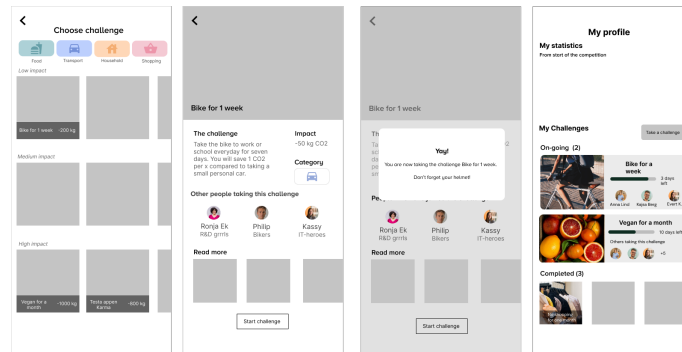 Choose challenge
Food
Transport
Household
Shopping
Low impact
Bike for 1 week
-200 kg
Medium impact
High impact
Vegan for a
month
-1000 kg
Testa appen
Karma
-800 kg
Bike for 1 week
The challenge
Take the bike to work or
school everyday for seven
days. You will save 1 CO2
per x compared to taking a
small personal car.
Impact
-50 kg CO2
Category
Other people taking this challenge
Ronja Ek
R&D grrrls
Philip
Bikers
Kassy
IT-heroes
Read more
Start challenge
Bike for 1 week
Yay!
You are now taking the challenge Bike for 1 week.
Don't forget your helmet!
Ronja Ek
R&D grrrls
Philip
Bikers
Kassy
IT-heroes
Read more
Start challenge
My profile
My statistics
From start of the competition
My Challenges
Take a challenge
On-going (2)
Bike for a
week
3 days
left
Anna Lind
Kajsa Berg
Evert K
Vegan for a month
10 days left
Others taking this challenge
+5
Completed (3)